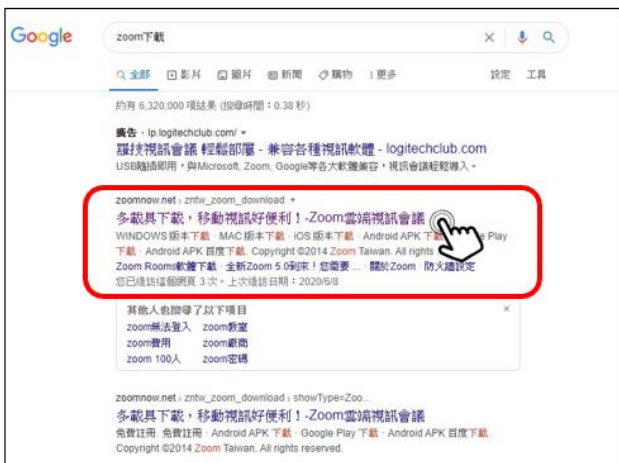 Google
zoom下載
全部 影片 圖片 新聞 購物 更多 設定 工具
約有 6,320,000 項結果 (搜尋時間:0.38 秒)
廣告 · lp.logitechclub.com/
羅技視訊會議 輕鬆部屬 - 兼容各種視訊軟體 - logitechclub.com
USB隨插即用,與Microsoft, Zoom, Google等各大軟體兼容,視訊會議輕鬆導入。
zoomnow.net › zntw_zoom_download
多載具下載,移動視訊好便利!-Zoom雲端視訊會議
WINDOWS 版本下載 · MAC 版本下載 · iOS 版本下載 · Android APK 下載 Play
下載 · Android APK 百度下載. Copyright ©2014 Zoom Taiwan. All rights
Zoom Rooms軟體下載 · 全新Zoom 5.0到來!您需要 ... · 關於Zoom · 防火牆設定
您已造訪這個網頁 3 次。上次造訪日期:2020/6/8
其他人也搜尋了以下項目
zoom無法登入 zoom教室
zoom費用 zoom廠商
zoom 100人 zoom密碼
zoomnow.net › zntw_zoom_download › showType=Zoo...
多載具下載,移動視訊好便利!-Zoom雲端視訊會議
免費註冊. 免費註冊 · Android APK 下載 · Google Play 下載 · Android APK 百度下載.
Copyright ©2014 Zoom Taiwan. All rights reserved.